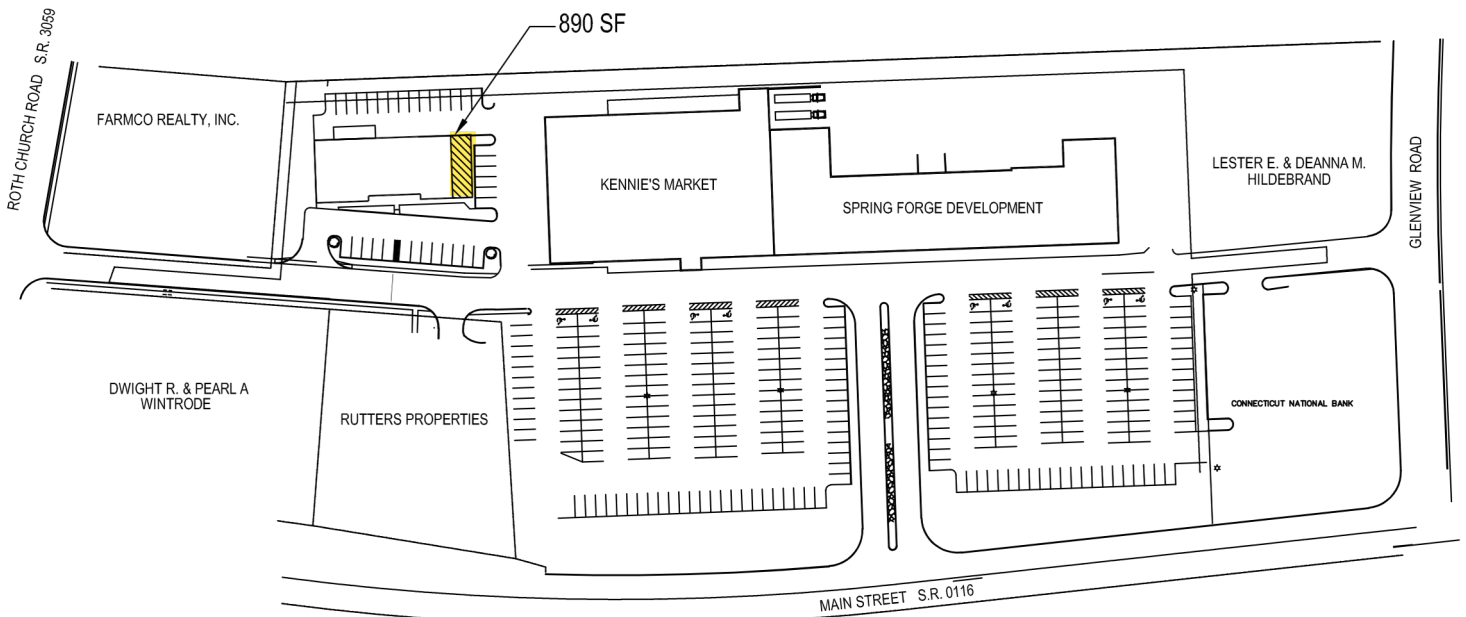 890 SF
ROTH CHURCH ROAD S.R. 3059
FARMCO REALTY, INC.
KENNIE'S MARKET
SPRING FORGE DEVELOPMENT
LESTER E. & DEANNA M.
HILDEBRAND
GLENVIEW ROAD
DWIGHT R. & PEARL A
WINTRODE
RUTTERS PROPERTIES
CONNECTICUT NATIONAL BANK
MAIN STREET S.R. 0116